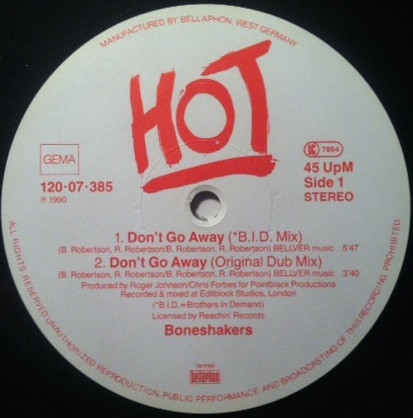 MANUFACTURED BY BELLAPHON, WEST GERMANY
HOT
GEMA
LC 7854
120·07·385
℗ 1990
45 UpM
Side 1
STEREO
1. Don't Go Away (*B.I.D. Mix)
(B. Robertson, R. Robertson/B. Robertson, R. Robertson) BELLVER music 5'47
2. Don't Go Away (Original Dub Mix)
(B. Robertson, R. Robertson/B. Robertson, R. Robertson) BELLVER music 3'40
Produced by Roger Johnson/Chris Forbes for Pointblack Productions
Recorded & mixed at Editblock Studios, London
(*B.I.D.=Brothers In Demand)
Licensed by Reachin' Records
Boneshakers
bellaphon
ALL RIGHTS RESERVED. UNAUTHORIZED REPRODUCTION, PUBLIC PERFORMANCE, AND BROADCASTING OF THIS RECORDING PROHIBITED.